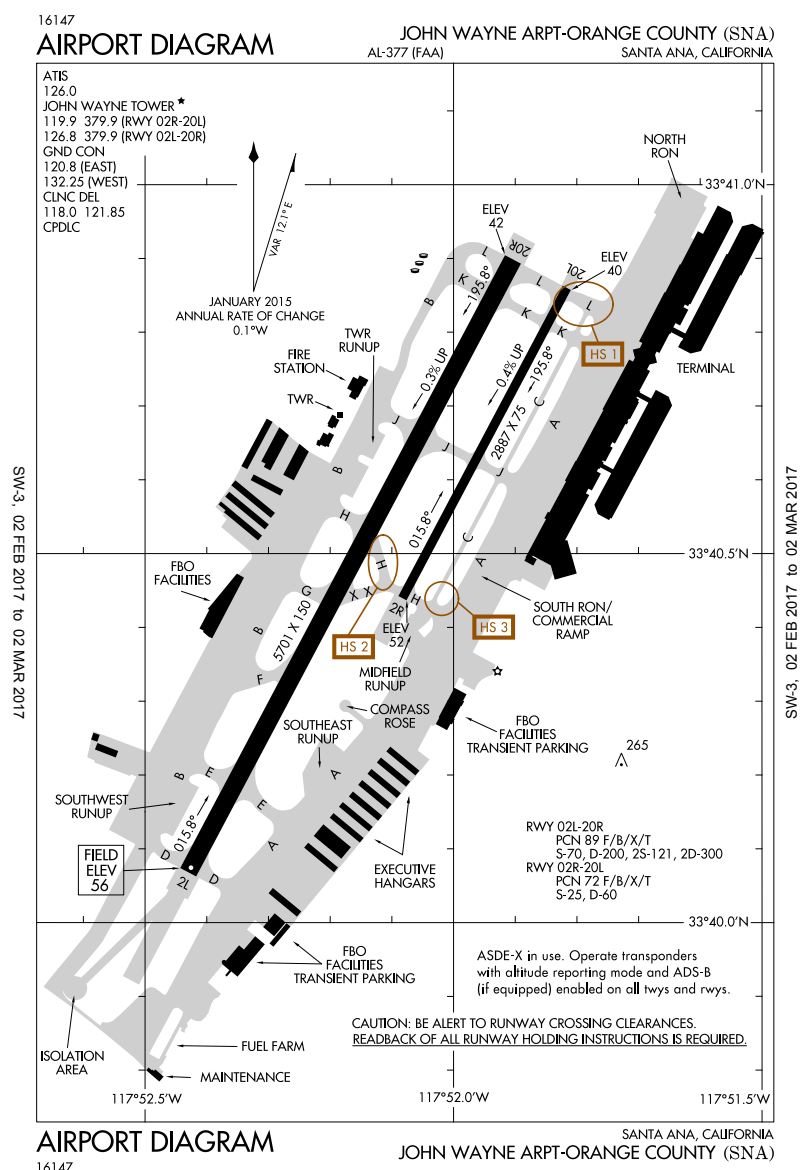 16147
AIRPORT DIAGRAM
AL-377 (FAA)
JOHN WAYNE ARPT-ORANGE COUNTY (SNA)
SANTA ANA, CALIFORNIA
ATIS
126.0
JOHN WAYNE TOWER
119.9 379.9 (RWY 02R-20L)
126.8 379.9 (RWY 02L-20R)
GND CON
120.8 (EAST)
132.25 (WEST)
CLNC DEL
118.0 121.85
CPDLC
VAR 12.1° E
JANUARY 2015
ANNUAL RATE OF CHANGE
0.1°W
NORTH
RON
33°41.0'N
ELEV
42
20R
L
ELEV
40
20L
L
L
K
K
K
B
195.8°
HS 1
TWR
RUNUP
FIRE
STATION
TWR
0.3% UP
0.4% UP
195.8°
2887 X 75
TERMINAL
C
A
J
J
L
B
H
015.8°
C
A
33°40.5'N
FBO
FACILITIES
H
G
X
X
2R
H
5701 X 150
ELEV
52
HS 2
HS 3
SOUTH RON/
COMMERCIAL
RAMP
MIDFIELD
RUNUP
B
F
COMPASS
ROSE
SOUTHEAST
RUNUP
FBO
FACILITIES
TRANSIENT PARKING
265
B
E
A
SOUTHWEST
RUNUP
015.8°
E
A
RWY 02L-20R
PCN 89 F/B/X/T
S-70, D-200, 2S-121, 2D-300
RWY 02R-20L
PCN 72 F/B/X/T
S-25, D-60
FIELD
ELEV
56
D
2L
D
EXECUTIVE
HANGARS
33°40.0'N
FBO
FACILITIES
TRANSIENT PARKING
ASDE-X in use. Operate transponders
with altitude reporting mode and ADS-B
(if equipped) enabled on all twys and rwys.
CAUTION: BE ALERT TO RUNWAY CROSSING CLEARANCES.
READBACK OF ALL RUNWAY HOLDING INSTRUCTIONS IS REQUIRED.
ISOLATION
AREA
FUEL FARM
MAINTENANCE
117°52.5'W
117°52.0'W
117°51.5'W
SW-3, 02 FEB 2017 to 02 MAR 2017
SW-3, 02 FEB 2017 to 02 MAR 2017
AIRPORT DIAGRAM
SANTA ANA, CALIFORNIA
JOHN WAYNE ARPT-ORANGE COUNTY (SNA)
16147